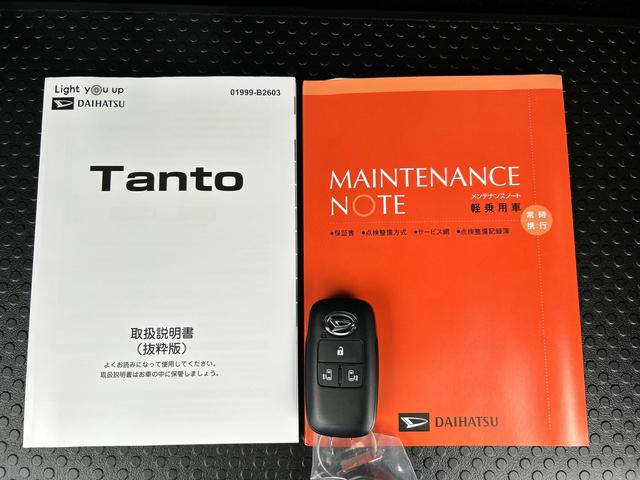 Light you up
DAIHATSU
01999-B2603
Tanto
取扱説明書
(抜粋版)
よくお読みになって使用してください。
取扱説明書はお車の中に保管しましょう。
MAINTENANCE
NOTE
メンテナンスノート
軽乗用車
常時
携行
●保証書 ●点検整備方式 ●サービス網 ●点検整備記録簿
DAIHATSU